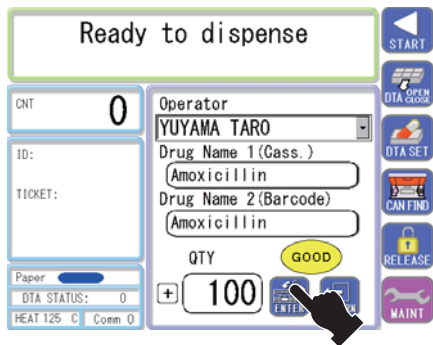 Ready to dispense
START
DTA OPEN CLOSE
DTA SET
CAN FIND
RELEASE
MAINT
CNT 0
ID:
TICKET:
Paper
DTA STATUS: 0
HEAT 125 C Comm 0
Operator
YUYAMA TARO
Drug Name 1(Cass.)
Amoxicillin
Drug Name 2(Barcode)
Amoxicillin
QTY GOOD
+ 100 ENTER